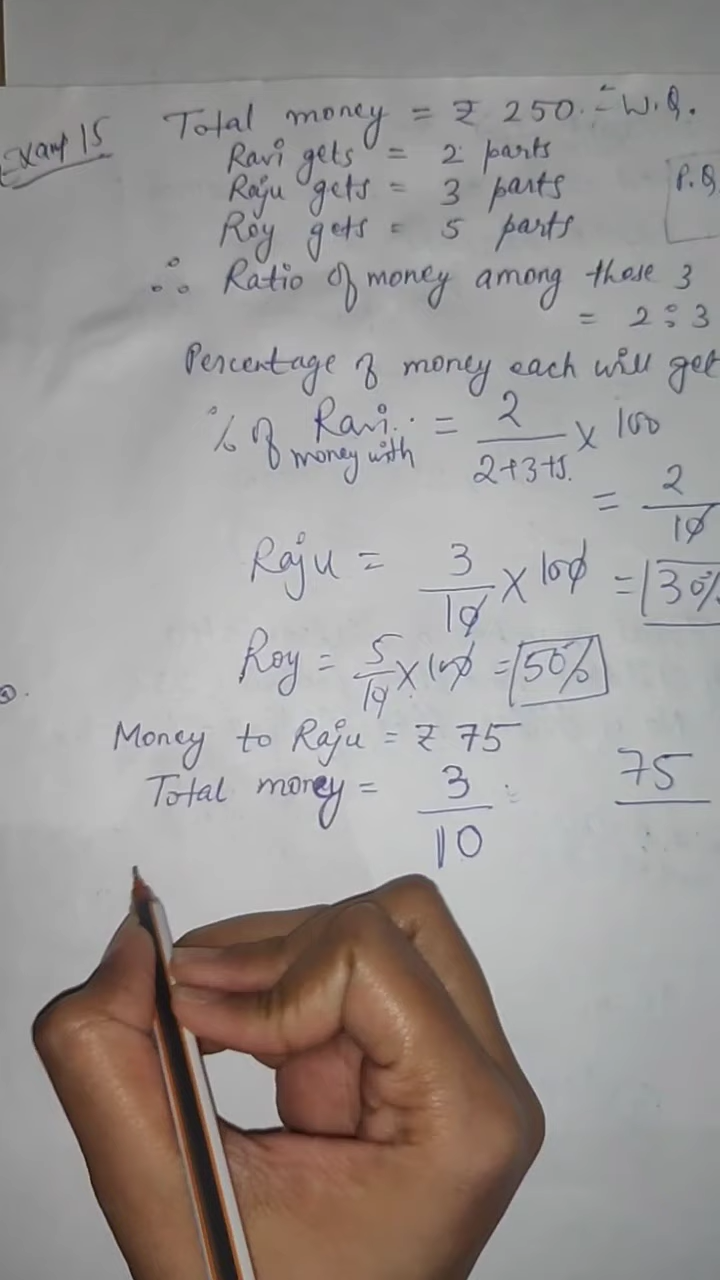 Examp 15
Total money = ₹ 250. - W.Q.
Ravi gets = 2 parts
Raju gets = 3 parts
P.Q
Roy gets = 5 parts
∴ Ratio of money among those 3
= 2 : 3
Percentage of money each will get
% of Ravi. = 2/(2+3+5) × 100
money with
= 2/10
Raju = 3/10 × 100 = 30%
Roy = 5/10 × 100 = 50%
Money to Raju = ₹ 75
Total money = 3/10 75